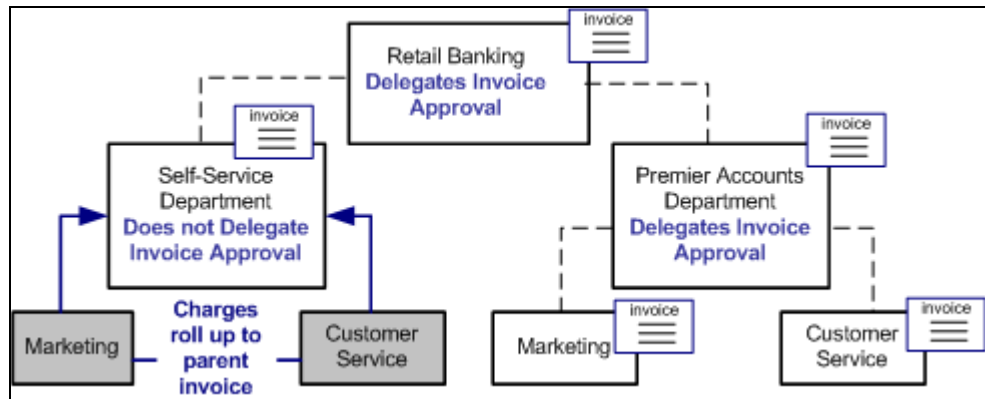 invoice
Retail Banking
Delegates Invoice
Approval
invoice
Self-Service
Department
Does not Delegate
Invoice Approval
invoice
Premier Accounts
Department
Delegates Invoice
Approval
Marketing
Charges
roll up to
parent
invoice
Customer
Service
invoice
Marketing
invoice
Customer
Service